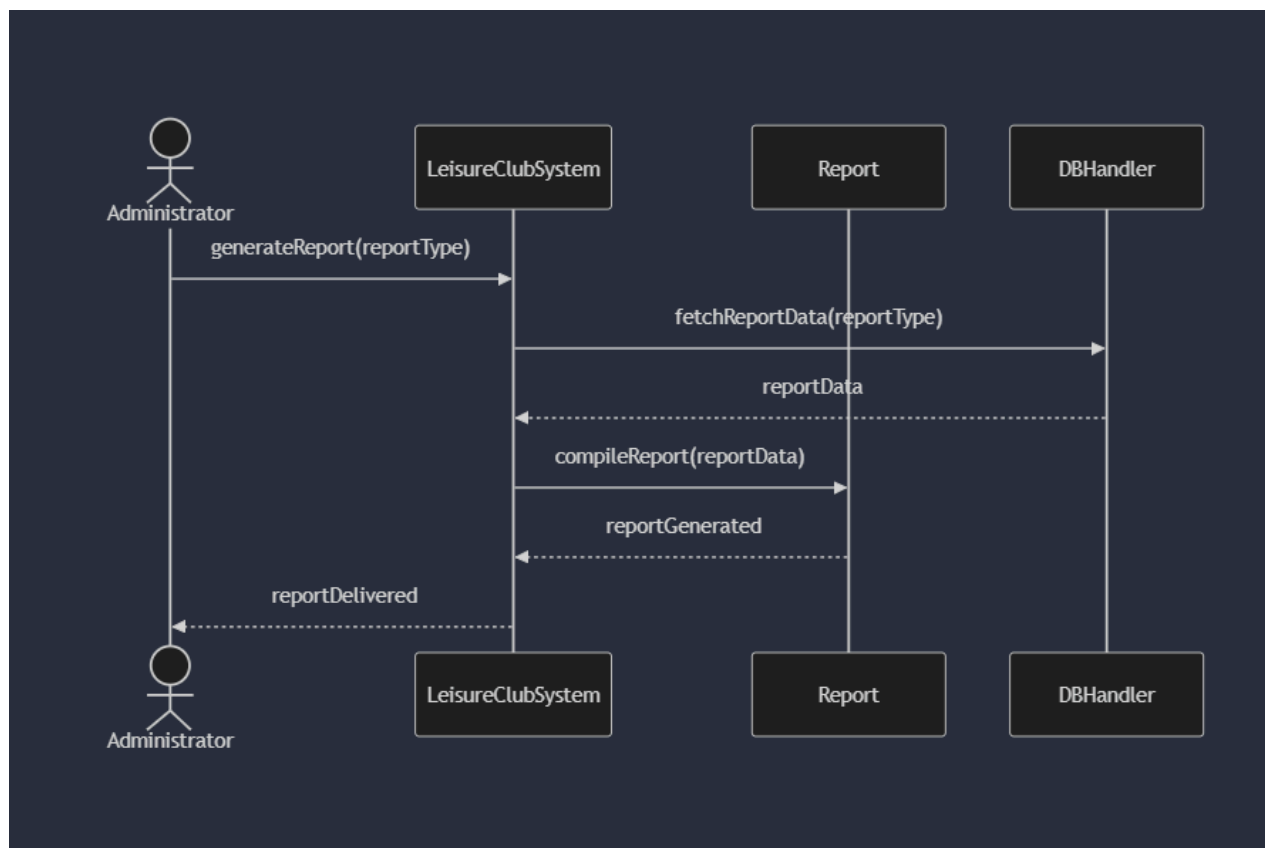 Administrator
LeisureClubSystem
Report
DBHandler
generateReport(reportType)
fetchReportData(reportType)
reportData
compileReport(reportData)
reportGenerated
reportDelivered
Administrator
LeisureClubSystem
Report
DBHandler